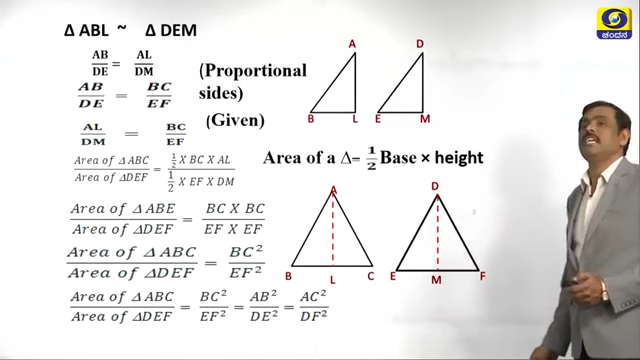 Δ ABL ~ Δ DEM
AB/DE = AL/DM
(Proportional sides)
AB/DE = BC/EF
(Given)
AL/DM = BC/EF
Area of Δ ABC/Area of ΔDEF = 1/2 X BC X AL/1/2 X EF X DM
Area of Δ ABE/Area of ΔDEF = BC X BC/EF X EF
Area of Δ ABC/Area of ΔDEF = BC²/EF²
Area of Δ ABC/Area of ΔDEF = BC²/EF² = AB²/DE² = AC²/DF²
A
D
B
L
E
M
Area of a Δ= 1/2 Base × height
A
D
B
L
C
E
M
F
ಚಂದನ